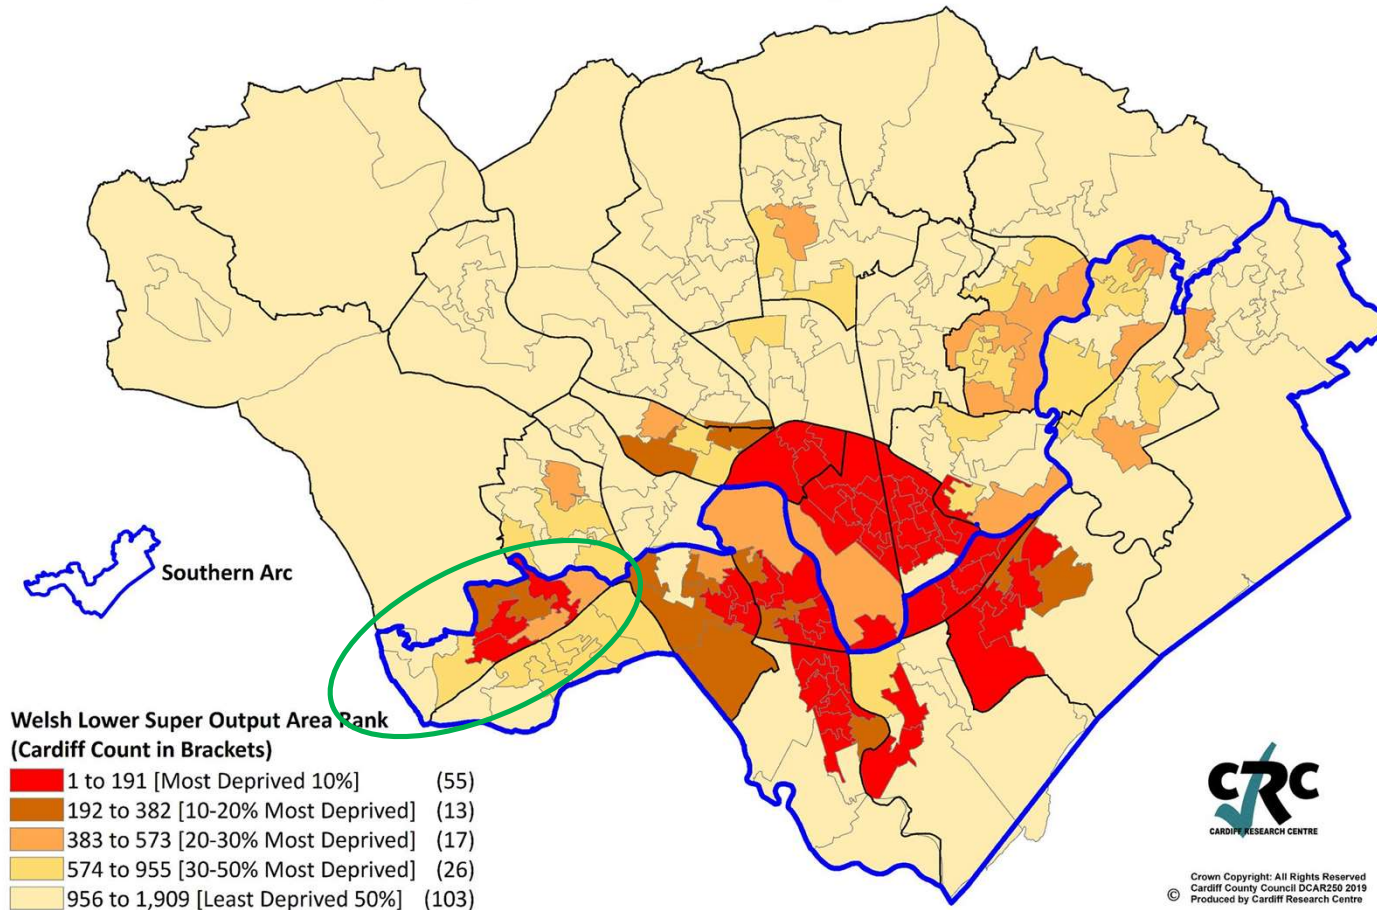 Southern Arc
Welsh Lower Super Output Area Rank
(Cardiff Count in Brackets)
1 to 191 [Most Deprived 10%] (55)
192 to 382 [10-20% Most Deprived] (13)
383 to 573 [20-30% Most Deprived] (17)
574 to 955 [30-50% Most Deprived] (26)
956 to 1,909 [Least Deprived 50%] (103)
CRC
CARDIFF RESEARCH CENTRE
Crown Copyright: All Rights Reserved
Cardiff County Council DCAR250 2019
© Produced by Cardiff Research Centre